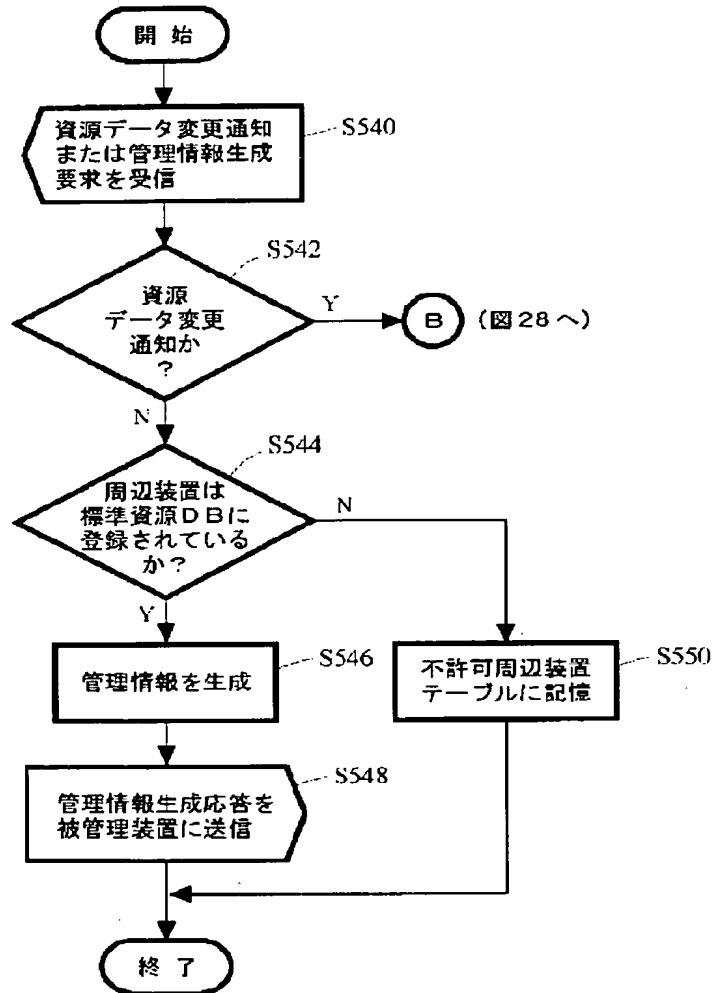 開 始
資源データ変更通知
または管理情報生成
要求を受信
S540
S542
資源
データ変更
通知か
?
Y
B
(図28へ)
N
S544
周辺装置は
標準資源DBに
登録されている
か?
N
Y
管理情報を生成
S546
不許可周辺装置
テーブルに記憶
S550
管理情報生成応答を
被管理装置に送信
S548
終 了